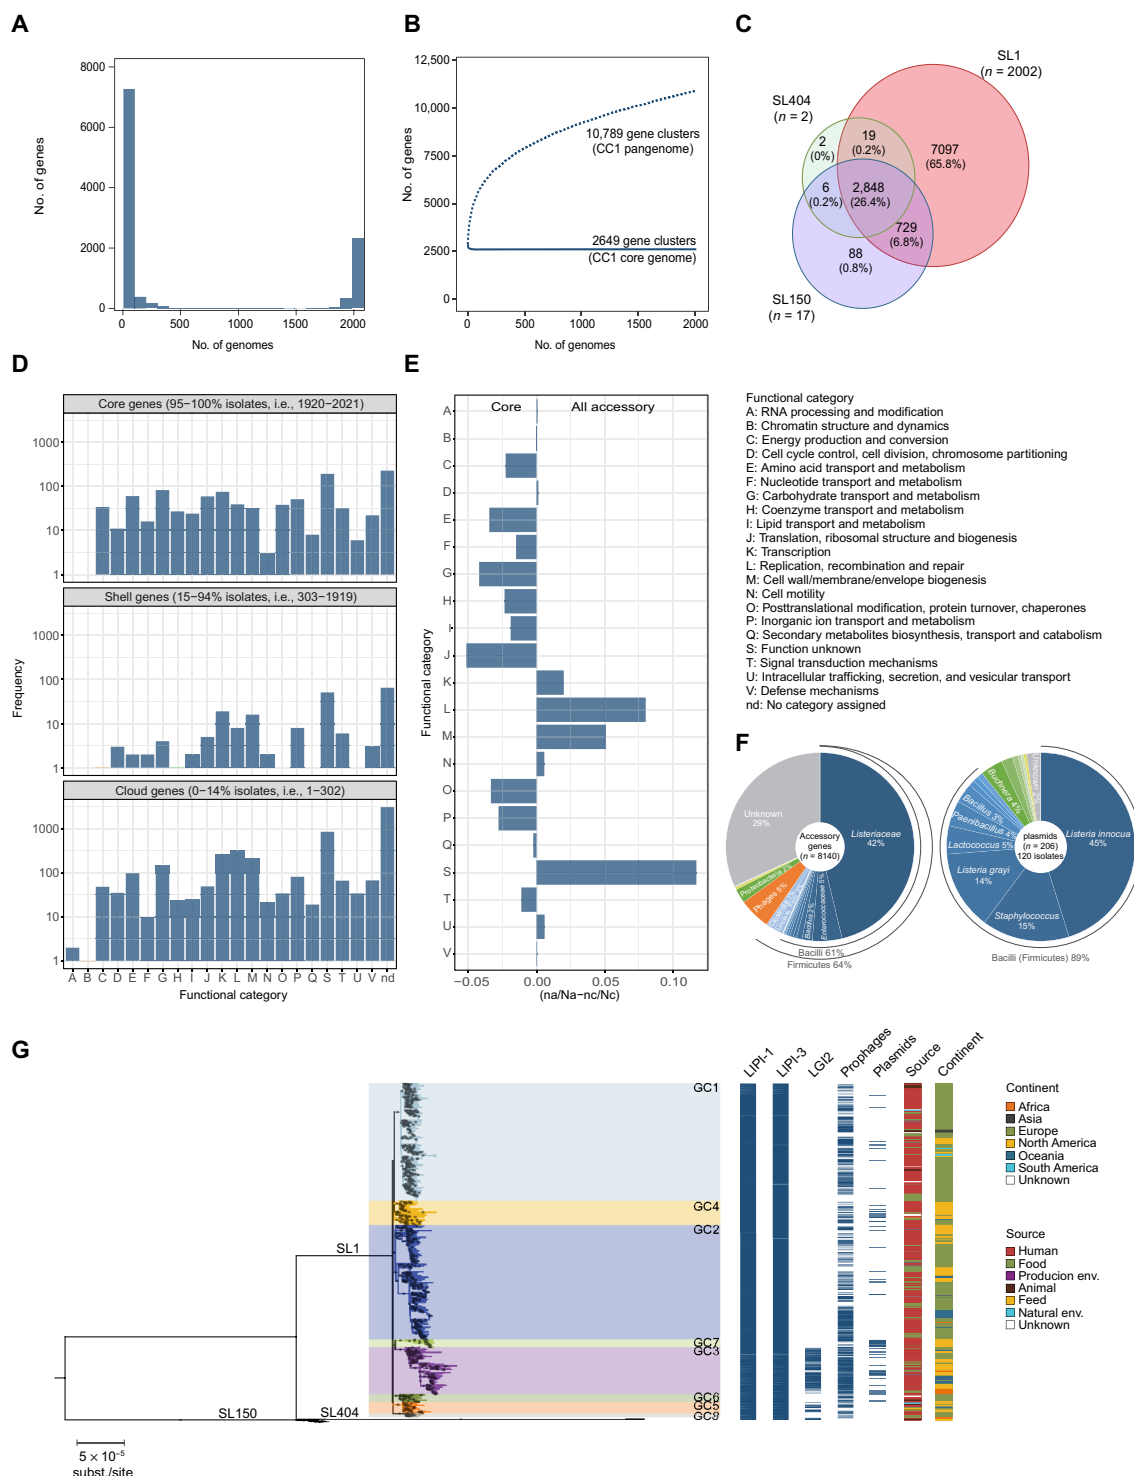 A
8000
6000
4000
2000
0
No. of genes
0
500
1000
1500
2000
No. of genomes
B
12,500
10,000
7500
5000
2500
0
No. of genes
10,789 gene clusters
(CC1 pangenome)
2649 gene clusters
(CC1 core genome)
0
500
1000
1500
2000
No. of genomes
C
SL1
(n = 2002)
SL404
(n = 2)
2
(0%)
19
(0.2%)
7097
(65.8%)
6
(0.2%)
2,848
(26.4%)
729
(6.8%)
88
(0.8%)
SL150
(n = 17)
D
Core genes (95−100% isolates, i.e., 1920−2021)
1000
100
10
1
Shell genes (15−94% isolates, i.e., 303−1919)
1000
100
10
1
Cloud genes (0−14% isolates, i.e., 1−302)
1000
100
10
1
Frequency
A B C D E F G H I J K L M N O P Q S T U V nd
Functional category
E
Core
All accessory
A
B
C
D
E
F
G
H
I
J
K
L
M
N
O
P
Q
S
T
U
V
Functional category
−0.05
0.00
0.05
0.10
(na/Na−nc/Nc)
Functional category
A: RNA processing and modification
B: Chromatin structure and dynamics
C: Energy production and conversion
D: Cell cycle control, cell division, chromosome partitioning
E: Amino acid transport and metabolism
F: Nucleotide transport and metabolism
G: Carbohydrate transport and metabolism
H: Coenzyme transport and metabolism
I: Lipid transport and metabolism
J: Translation, ribosomal structure and biogenesis
K: Transcription
L: Replication, recombination and repair
M: Cell wall/membrane/envelope biogenesis
N: Cell motility
O: Posttranslational modification, protein turnover, chaperones
P: Inorganic ion transport and metabolism
Q: Secondary metabolites biosynthesis, transport and catabolism
S: Function unknown
T: Signal transduction mechanisms
U: Intracellular trafficking, secretion, and vesicular transport
V: Defense mechanisms
nd: No category assigned
F
Unknown
29%
Listeriaceae
42%
Accessory
genes
(n = 8140)
Proteobacteria 2%
Phages 5%
Bacillus 2%
Enterococcaceae 5%
Bacilli 61%
Firmicutes 64%
Unknown
Buchnera 4%
Bacillus 3%
Paenibacillus 4%
Lactococcus 5%
Listeria grayi
14%
Staphylococcus
15%
Listeria innocua
45%
plasmids
(n = 206)
120 isolates
Bacilli (Firmicutes) 89%
G
SL1
SL150
SL404
5 × 10⁻⁵
subst./site
GC1
GC4
GC2
GC7
GC3
GC6
GC5
LIPI-1
LIPI-3
LGI2
Prophages
Plasmids
Source
Continent
Continent
Africa
Asia
Europe
North America
Oceania
South America
Unknown
Source
Human
Food
Producion env.
Animal
Feed
Natural env.
Unknown